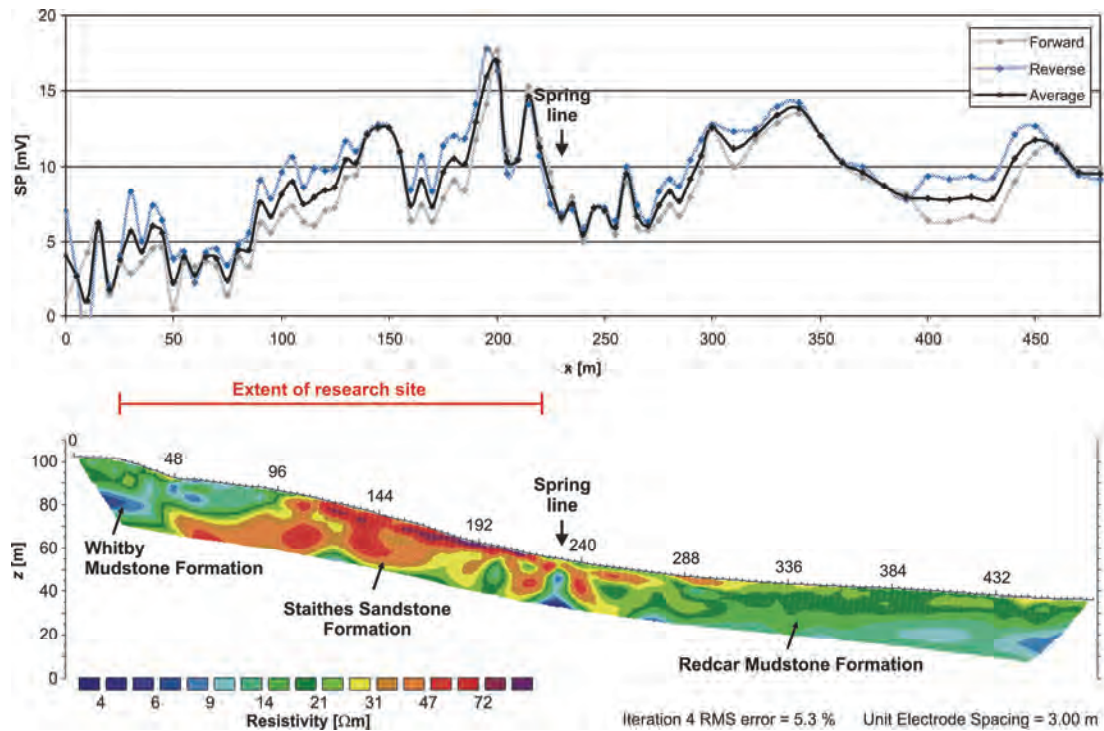 20
15
10
5
0
SP [mV]
Forward
Reverse
Average
Spring
line
0 50 100 150 200 250 300 350 400 450
x [m]
Extent of research site
100
80
60
40
20
0
z [m]
0 48 96 144 192 240 288 336 384 432
Spring
line
Whitby
Mudstone Formation
Staithes Sandstone
Formation
Redcar Mudstone Formation
4 6 9 14 21 31 47 72
Resistivity [Ωm]
Iteration 4 RMS error = 5.3 % Unit Electrode Spacing = 3.00 m